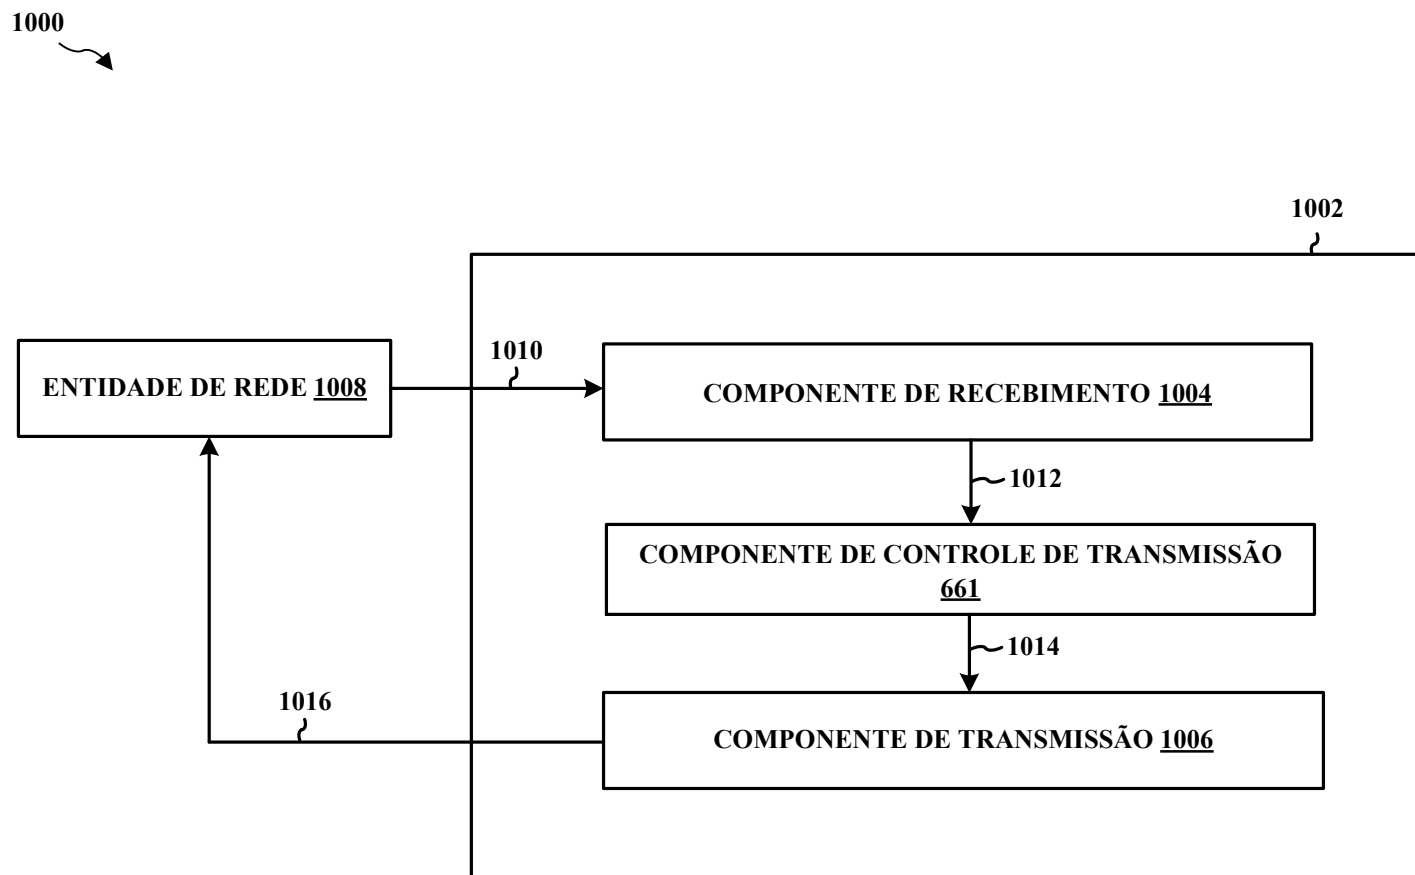 1000
1002
1010
ENTIDADE DE REDE 1008
COMPONENTE DE RECEBIMENTO 1004
1012
COMPONENTE DE CONTROLE DE TRANSMISSÃO
661
1014
1016
COMPONENTE DE TRANSMISSÃO 1006